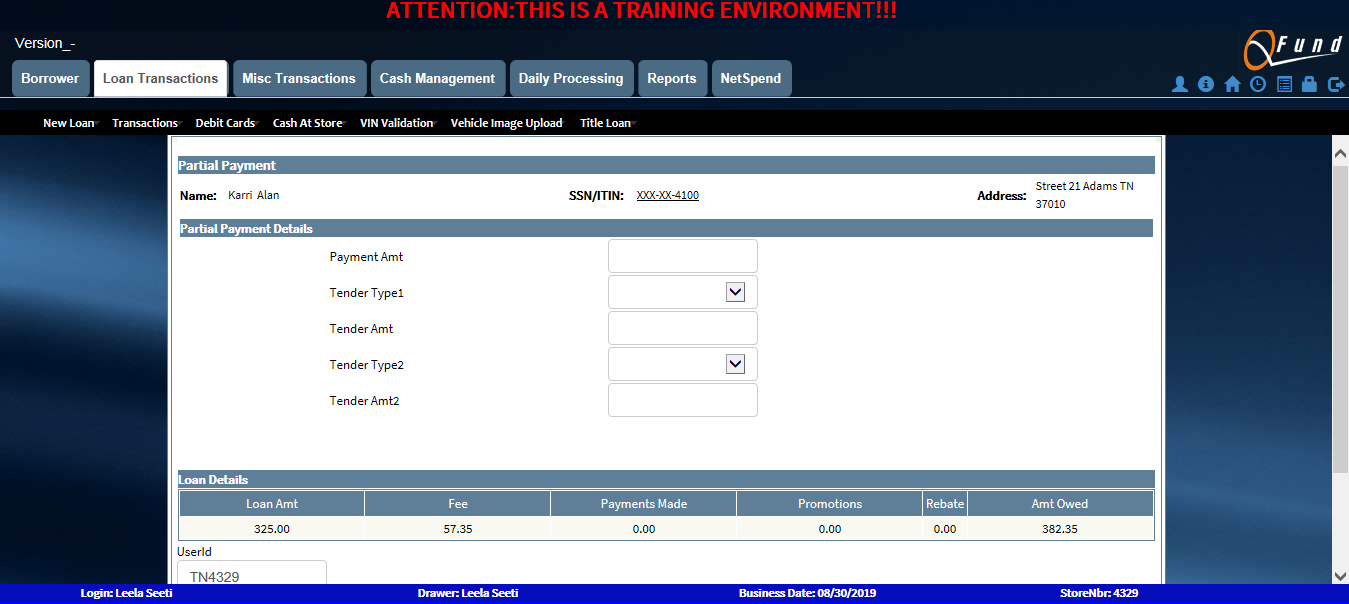 ATTENTION:THIS IS A TRAINING ENVIRONMENT!!!
Version_-
QFund
Borrower Loan Transactions Misc Transactions Cash Management Daily Processing Reports NetSpend
New Loan Transactions Debit Cards Cash At Store VIN Validation Vehicle Image Upload Title Loan
Partial Payment
Name: Karri Alan SSN/ITIN: XXX-XX-4100 Address: Street 21 Adams TN
37010
Partial Payment Details
Payment Amt
Tender Type1
Tender Amt
Tender Type2
Tender Amt2
Loan Details
Loan Amt Fee Payments Made Promotions Rebate Amt Owed
325.00 57.35 0.00 0.00 0.00 382.35
UserId
TN4329
Login: Leela Seeti Drawer: Leela Seeti Business Date: 08/30/2019 StoreNbr: 4329